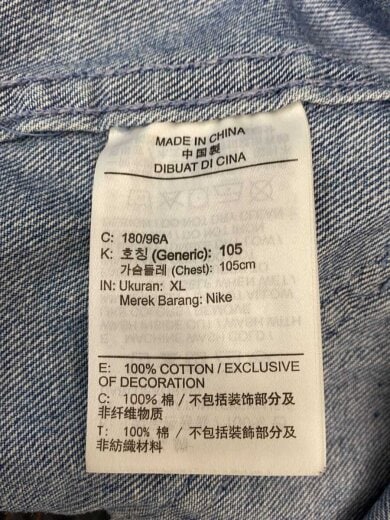 MADE IN CHINA
中国製
DIBUAT DI CINA
C: 180/96A
K: 호칭 (Generic): 105
가슴둘레 (Chest): 105cm
IN: Ukuran: XL
Merek Barang: Nike
E: 100% COTTON / EXCLUSIVE
OF DECORATION
C: 100% 棉 / 不包括装饰部分及
非纤维物质
T: 100% 棉 / 不包括裝飾部分及
非紡織材料